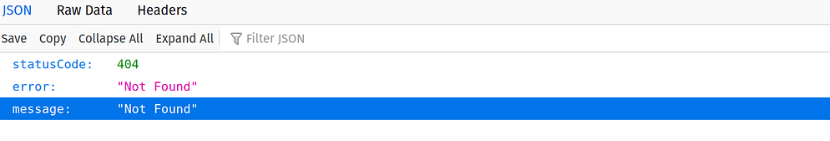 JSON Raw Data Headers
Save Copy Collapse All Expand All Filter JSON
statusCode: 404
error: "Not Found"
message: "Not Found"